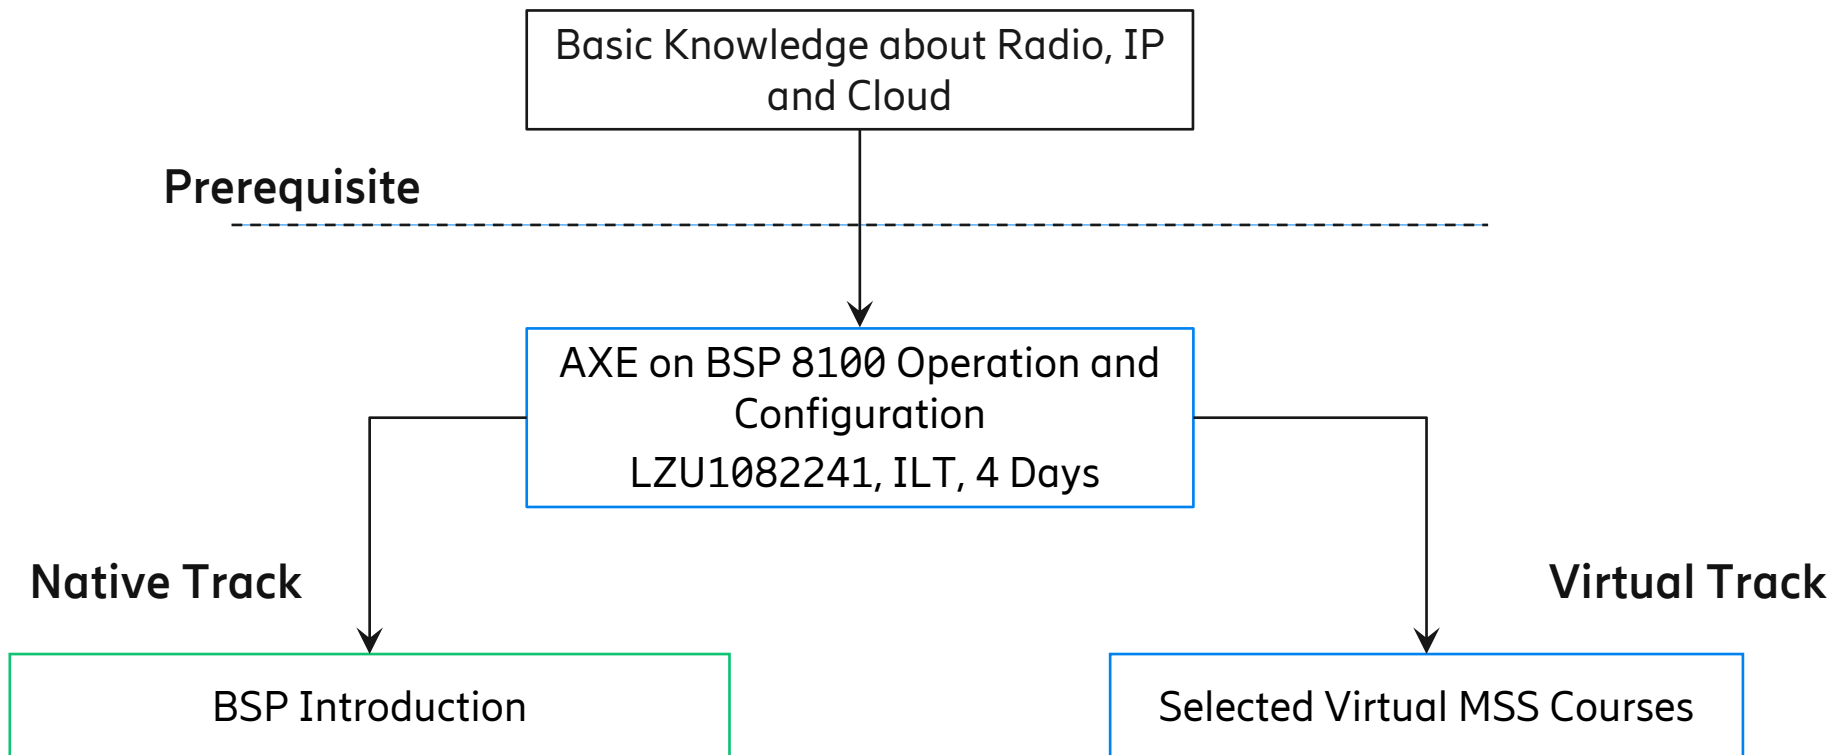 Basic Knowledge about Radio, IP
and Cloud
Prerequisite
AXE on BSP 8100 Operation and
Configuration
LZU1082241, ILT, 4 Days
Native Track
Virtual Track
BSP Introduction
Selected Virtual MSS Courses